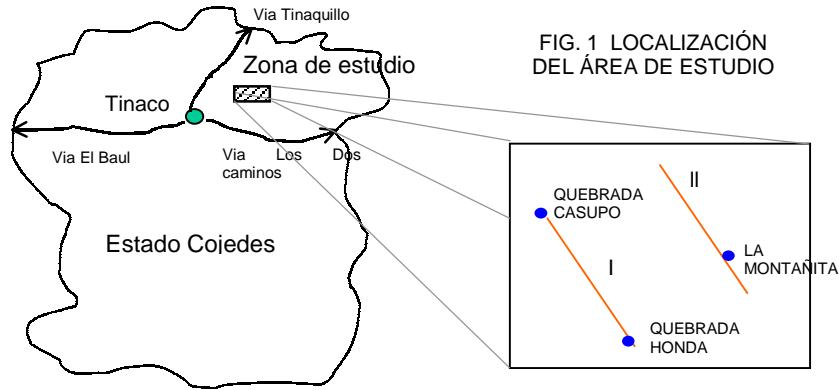 Via Tinaquillo
FIG. 1 LOCALIZACIÓN
DEL ÁREA DE ESTUDIO
Zona de estudio
Tinaco
Via El Baul
Via Los Dos
caminos
Estado Cojedes
QUEBRADA
CASUPO
II
LA
MONTAÑITA
I
QUEBRADA
HONDA